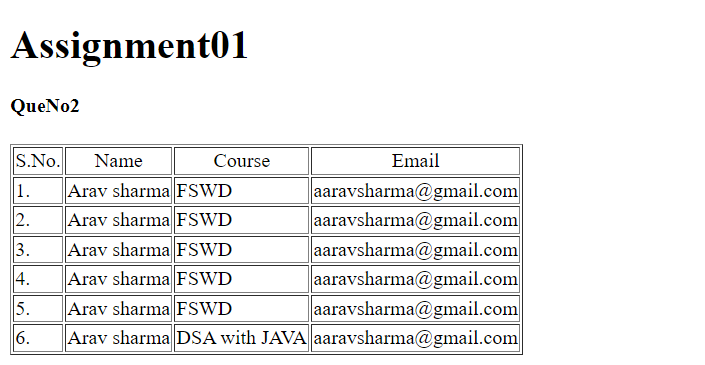 Assignment01
QueNo2
S.No. Name Course Email
1. Arav sharma FSWD aaravsharma@gmail.com
2. Arav sharma FSWD aaravsharma@gmail.com
3. Arav sharma FSWD aaravsharma@gmail.com
4. Arav sharma FSWD aaravsharma@gmail.com
5. Arav sharma FSWD aaravsharma@gmail.com
6. Arav sharma DSA with JAVA aaravsharma@gmail.com